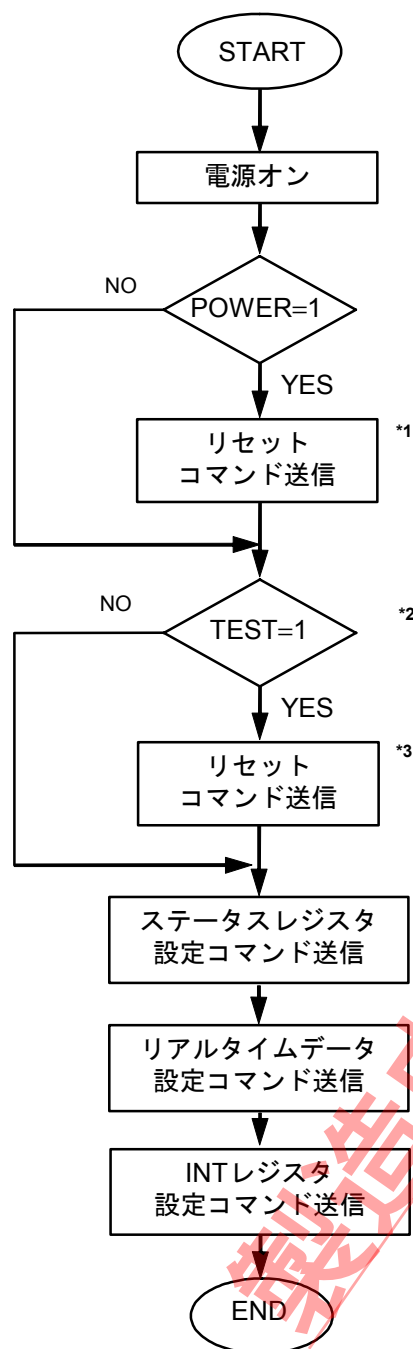 START
電源オン
NO
POWER=1
YES
リセット
コマンド送信
*1
NO
TEST=1
*2
YES
リセット
コマンド送信
*3
ステータスレジスタ
設定コマンド送信
リアルタイムデータ
設定コマンド送信
INTレジスタ
設定コマンド送信
END
製造